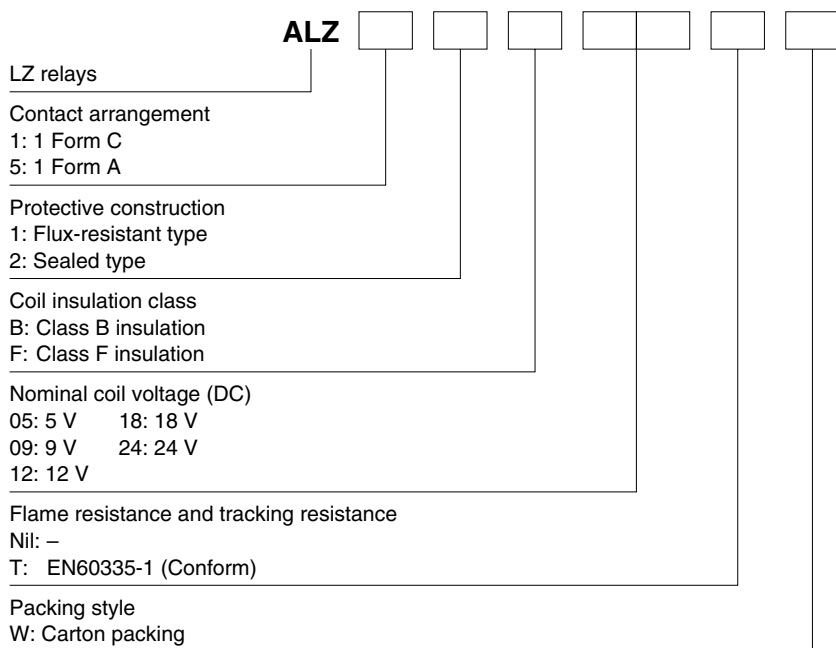 ALZ
LZ relays
Contact arrangement
1: 1 Form C
5: 1 Form A
Protective construction
1: Flux-resistant type
2: Sealed type
Coil insulation class
B: Class B insulation
F: Class F insulation
Nominal coil voltage (DC)
05: 5 V 18: 18 V
09: 9 V 24: 24 V
12: 12 V
Flame resistance and tracking resistance
Nil: –
T: EN60335-1 (Conform)
Packing style
W: Carton packing